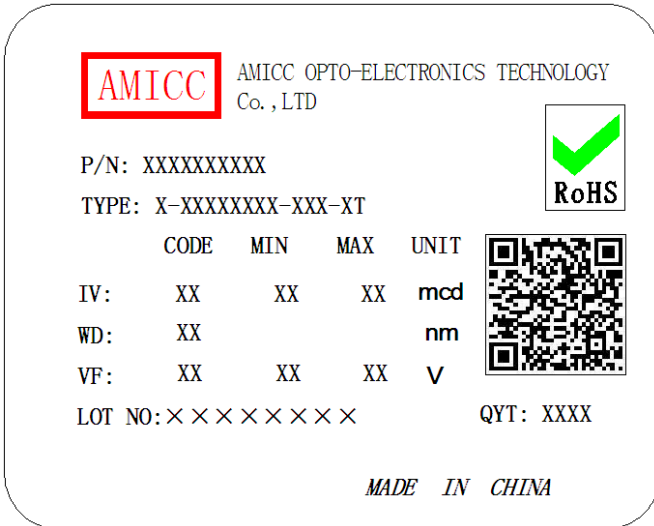 AMICC
AMICC OPTO-ELECTRONICS TECHNOLOGY
Co.,LTD
RoHS
P/N: XXXXXXXXXX
TYPE: X-XXXXXXXX-XXX-XT
CODE MIN MAX UNIT
IV: XX XX XX mcd
WD: XX nm
VF: XX XX XX V
LOT NO:××××××××
QYT: XXXX
MADE IN CHINA